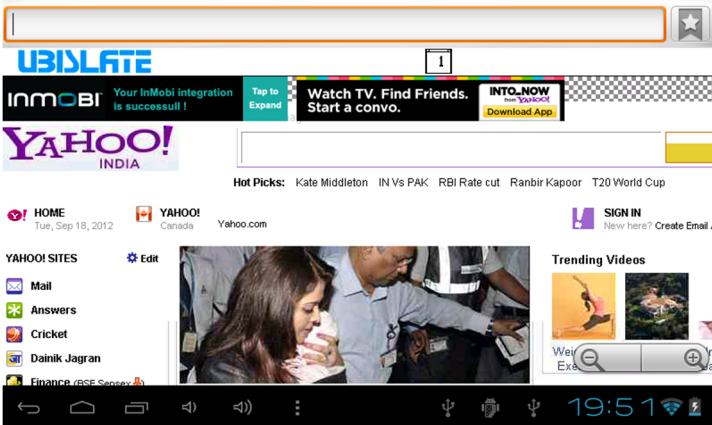 UBISLATE
1
INMOBI
Your InMobi integration
is successull !
Tap to
Expand
Watch TV. Find Friends.
Start a convo.
INTO_NOW
from YAHOO!
Download App
YAHOO!
INDIA
Hot Picks: Kate Middleton IN Vs PAK RBI Rate cut Ranbir Kapoor T20 World Cup
HOME
Tue, Sep 18, 2012
YAHOO!
Canada
Yahoo.com
SIGN IN
New here? Create Email
YAHOO! SITES
Edit
Mail
Answers
Cricket
Dainik Jagran
Finance (BSE Sensex
Trending Videos
19:51